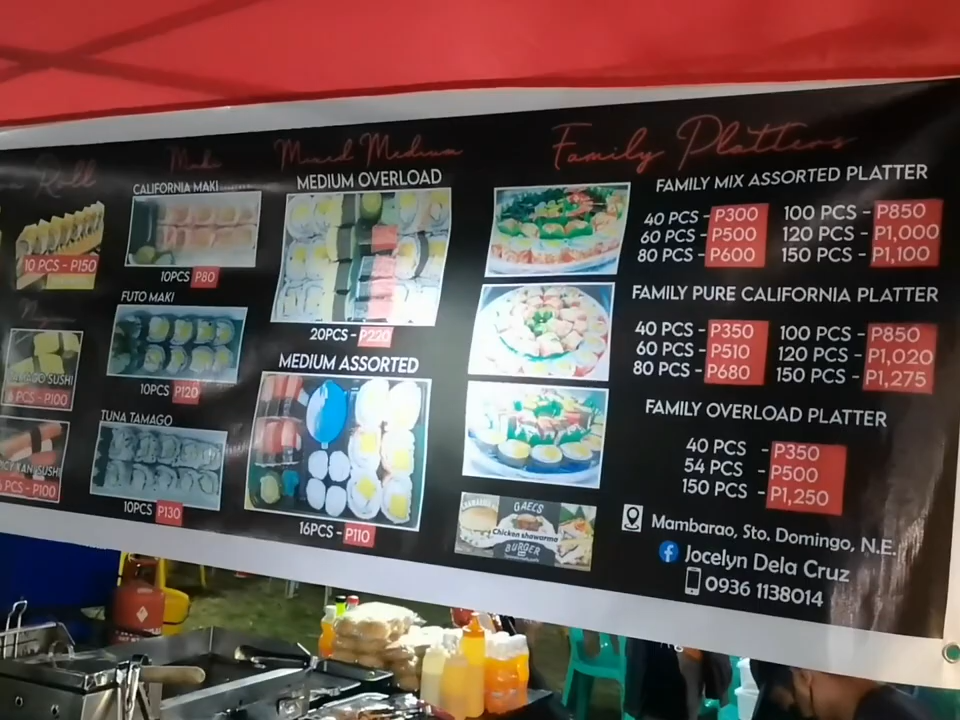 Roll
10 PCS - P150
SUSHI
PCS - P100
SUSHI
PCS - P100
Maki
CALIFORNIA MAKI
10PCS P80
FUTO MAKI
10PCS P120
TUNA TAMAGO
10PCS P130
Mixed Medium
MEDIUM OVERLOAD
20PCS - P220
MEDIUM ASSORTED
16PCS - P110
Family Platters
FAMILY MIX ASSORTED PLATTER
40 PCS - P300
60 PCS - P500
80 PCS - P600
100 PCS - P850
120 PCS - P1,000
150 PCS - P1,100
FAMILY PURE CALIFORNIA PLATTER
40 PCS - P350
60 PCS - P510
80 PCS - P680
100 PCS - P850
120 PCS - P1,020
150 PCS - P1,275
FAMILY OVERLOAD PLATTER
40 PCS - P350
54 PCS - P500
150 PCS - P1,250
GAELS
Chicken shawarma
BURGER
Mambarao, Sto. Domingo, N.E.
Jocelyn Dela Cruz
0936 1138014